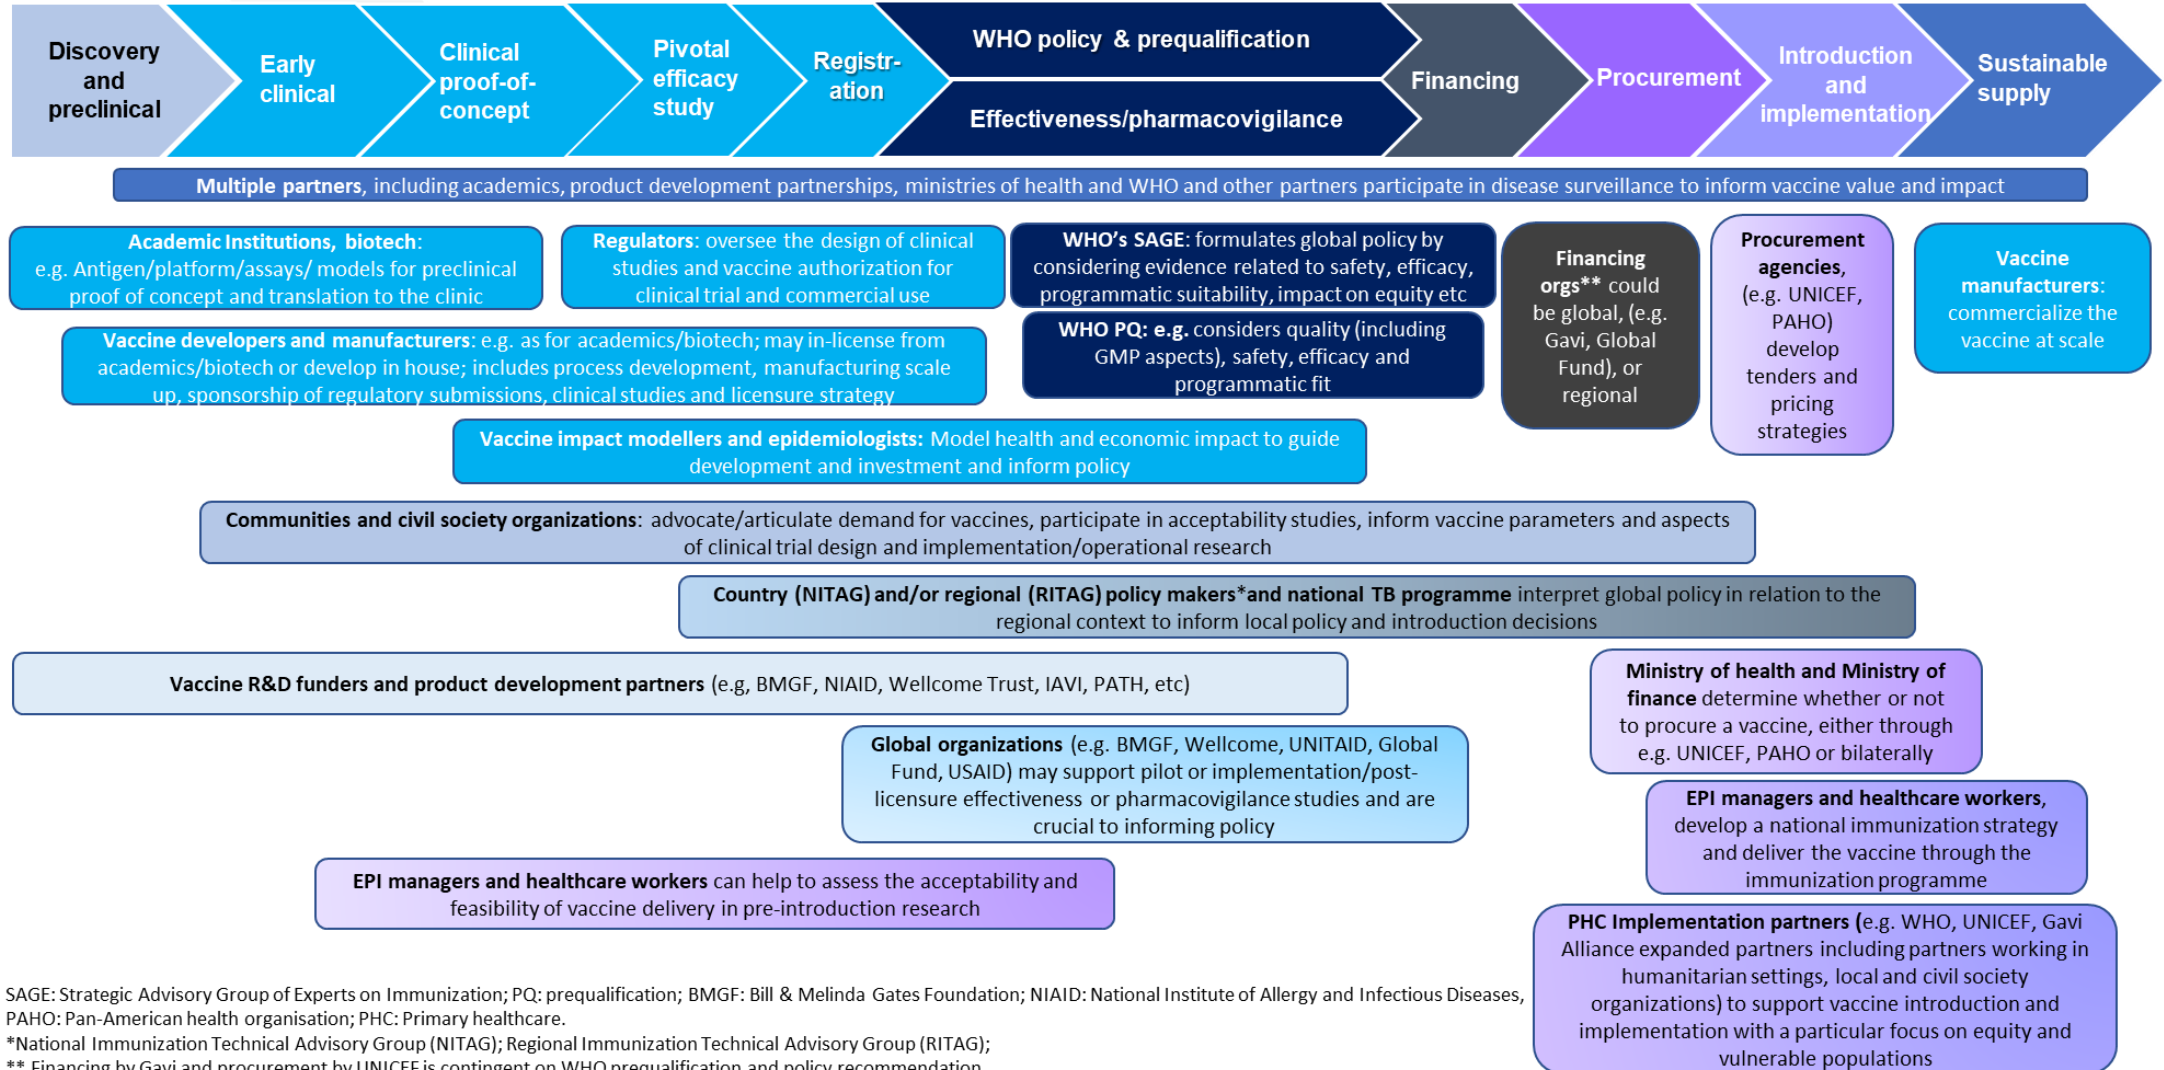 Discovery
and
preclinical
Early
clinical
Clinical
proof-of-
concept
Pivotal
efficacy
study
Registr-
ation
WHO policy & prequalification
Effectiveness/pharmacovigilance
Financing
Procurement
Introduction
and
implementation
Sustainable
supply
Multiple partners, including academics, product development partnerships, ministries of health and WHO and other partners participate in disease surveillance to inform vaccine value and impact
Academic Institutions, biotech:
e.g. Antigen/platform/assays/ models for preclinical
proof of concept and translation to the clinic
Regulators: oversee the design of clinical
studies and vaccine authorization for
clinical trial and commercial use
WHO's SAGE: formulates global policy by
considering evidence related to safety, efficacy,
programmatic suitability, impact on equity etc
Financing
orgs** could
be global, (e.g.
Gavi, Global
Fund), or
regional
Procurement
agencies,
(e.g. UNICEF,
PAHO)
develop
tenders and
pricing
strategies
Vaccine
manufacturers:
commercialize the
vaccine at scale
Vaccine developers and manufacturers: e.g. as for academics/biotech; may in-license from
academics/biotech or develop in house; includes process development, manufacturing scale
up, sponsorship of regulatory submissions, clinical studies and licensure strategy
WHO PQ: e.g. considers quality (including
GMP aspects), safety, efficacy and
programmatic fit
Vaccine impact modellers and epidemiologists: Model health and economic impact to guide
development and investment and inform policy
Communities and civil society organizations: advocate/articulate demand for vaccines, participate in acceptability studies, inform vaccine parameters and aspects
of clinical trial design and implementation/operational research
Country (NITAG) and/or regional (RITAG) policy makers*and national TB programme interpret global policy in relation to the
regional context to inform local policy and introduction decisions
Vaccine R&D funders and product development partners (e.g, BMGF, NIAID, Wellcome Trust, IAVI, PATH, etc)
Ministry of health and Ministry of
finance determine whether or not
to procure a vaccine, either through
e.g. UNICEF, PAHO or bilaterally
Global organizations (e.g. BMGF, Wellcome, UNITAID, Global
Fund, USAID) may support pilot or implementation/post-
licensure effectiveness or pharmacovigilance studies and are
crucial to informing policy
EPI managers and healthcare workers,
develop a national immunization strategy
and deliver the vaccine through the
immunization programme
EPI managers and healthcare workers can help to assess the acceptability and
feasibility of vaccine delivery in pre-introduction research
PHC Implementation partners (e.g. WHO, UNICEF, Gavi
Alliance expanded partners including partners working in
humanitarian settings, local and civil society
organizations) to support vaccine introduction and
implementation with a particular focus on equity and
vulnerable populations
SAGE: Strategic Advisory Group of Experts on Immunization; PQ: prequalification; BMGF: Bill & Melinda Gates Foundation; NIAID: National Institute of Allergy and Infectious Diseases,
PAHO: Pan-American health organisation; PHC: Primary healthcare.
*National Immunization Technical Advisory Group (NITAG); Regional Immunization Technical Advisory Group (RITAG);
** Financing by Gavi and procurement by UNICEF is contingent on WHO prequalification and policy recommendation